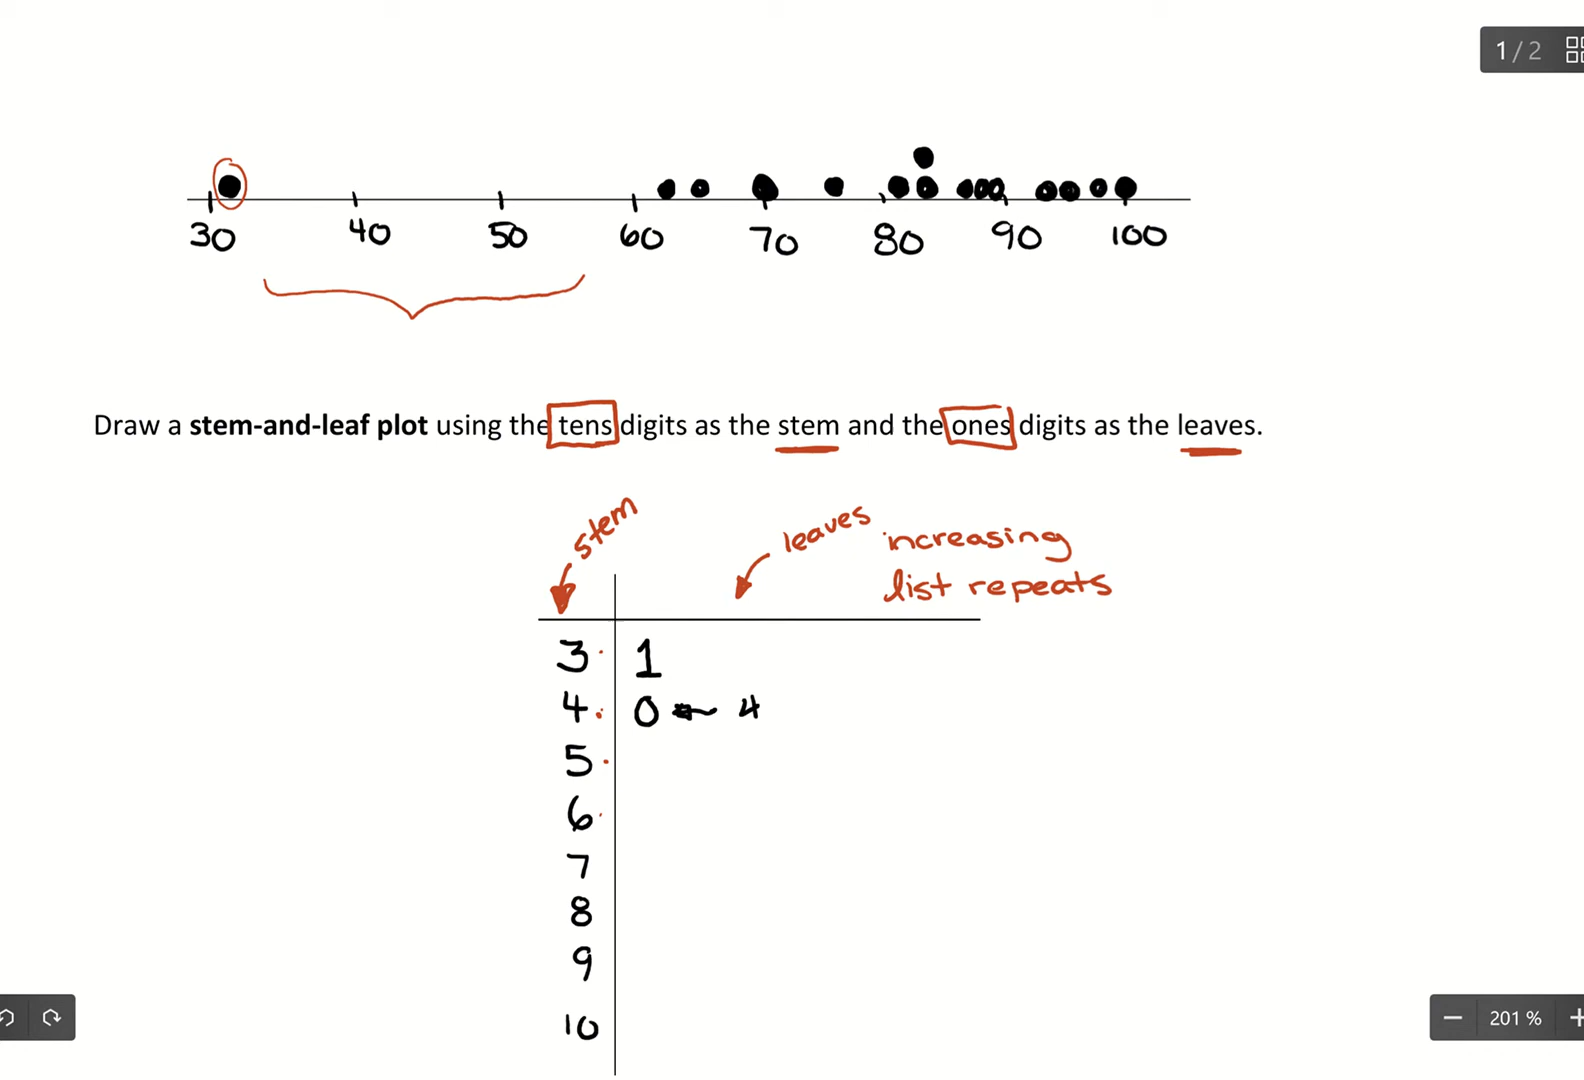 1 / 2
30 40 50 60 70 80 90 100
Draw a stem-and-leaf plot using the tens digits as the stem and the ones digits as the leaves.
stem
leaves increasing
list repeats
3 1
4 0 4
5
6
7
8
9
10
201 %